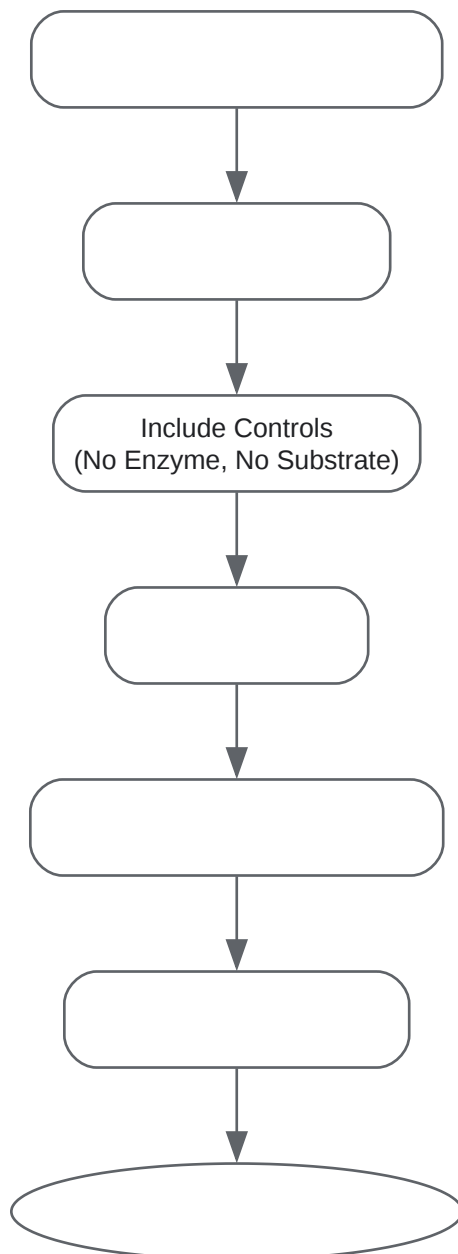 Include Controls
(No Enzyme, No Substrate)